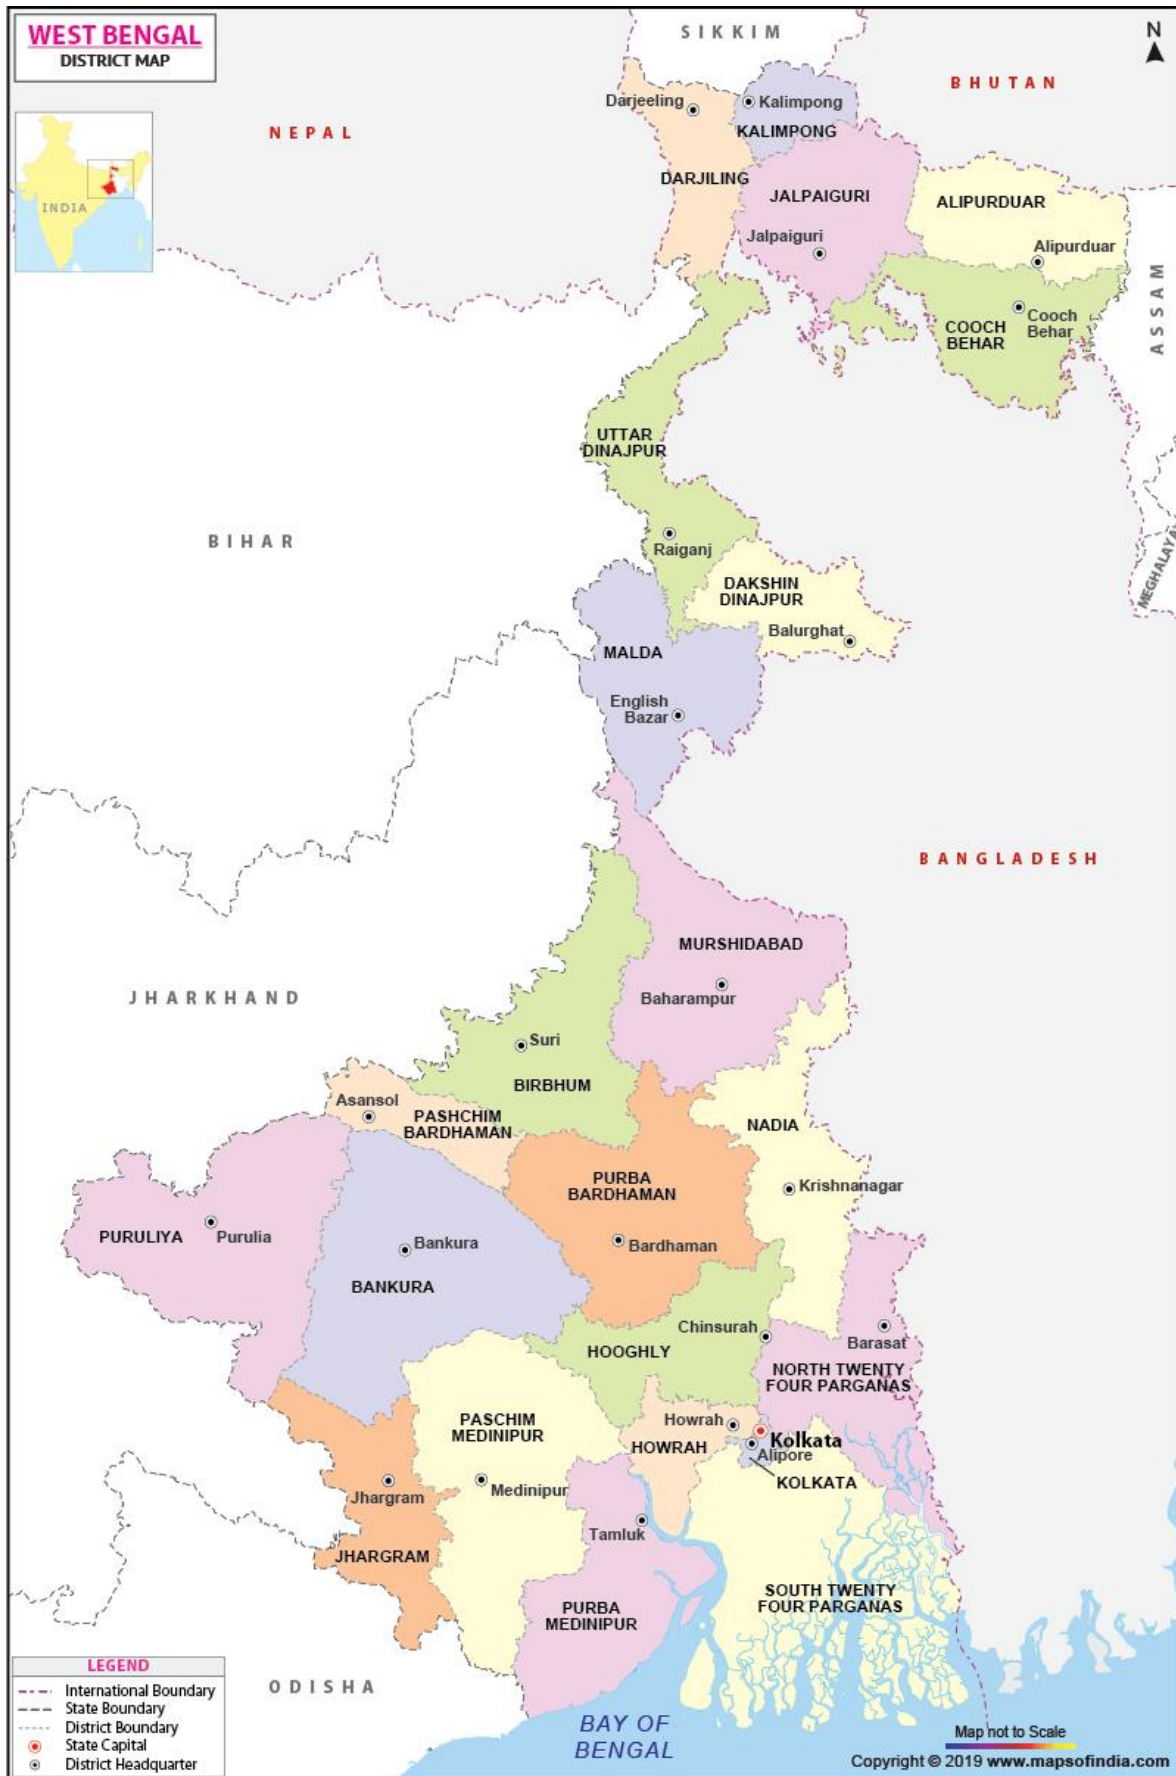 WEST BENGAL
DISTRICT MAP
SIKKIM
N
BHUTAN
NEPAL
Darjeeling
Kalimpong
KALIMPONG
DARJILING
JALPAIGURI
ALIPURDUAR
INDIA
Jalpaiguri
Alipurduar
ASSAM
COOCH
BEHAR
Cooch
Behar
UTTAR
DINAJPUR
BIHAR
Raiganj
MEGHALAYA
DAKSHIN
DINAJPUR
Balurghat
MALDA
English
Bazar
BANGLADESH
MURSHIDABAD
Baharampur
JHARKHAND
Suri
BIRBHUM
Asansol
PASHCHIM
BARDHAMAN
NADIA
PURBA
BARDHAMAN
Krishnanagar
PURULIYA
Purulia
Bankura
Bardhaman
BANKURA
Chinsurah
Barasat
HOOGHLY
NORTH TWENTY
FOUR PARGANAS
PASCHIM
MEDINIPUR
Howrah
HOWRAH
Kolkata
Alipore
KOLKATA
Jhargram
Medinipur
Tamluk
JHARGRAM
SOUTH TWENTY
FOUR PARGANAS
PURBA
MEDINIPUR
LEGEND
International Boundary
State Boundary
District Boundary
State Capital
District Headquarter
ODISHA
BAY OF
BENGAL
Map not to Scale
Copyright © 2019 www.mapsofindia.com